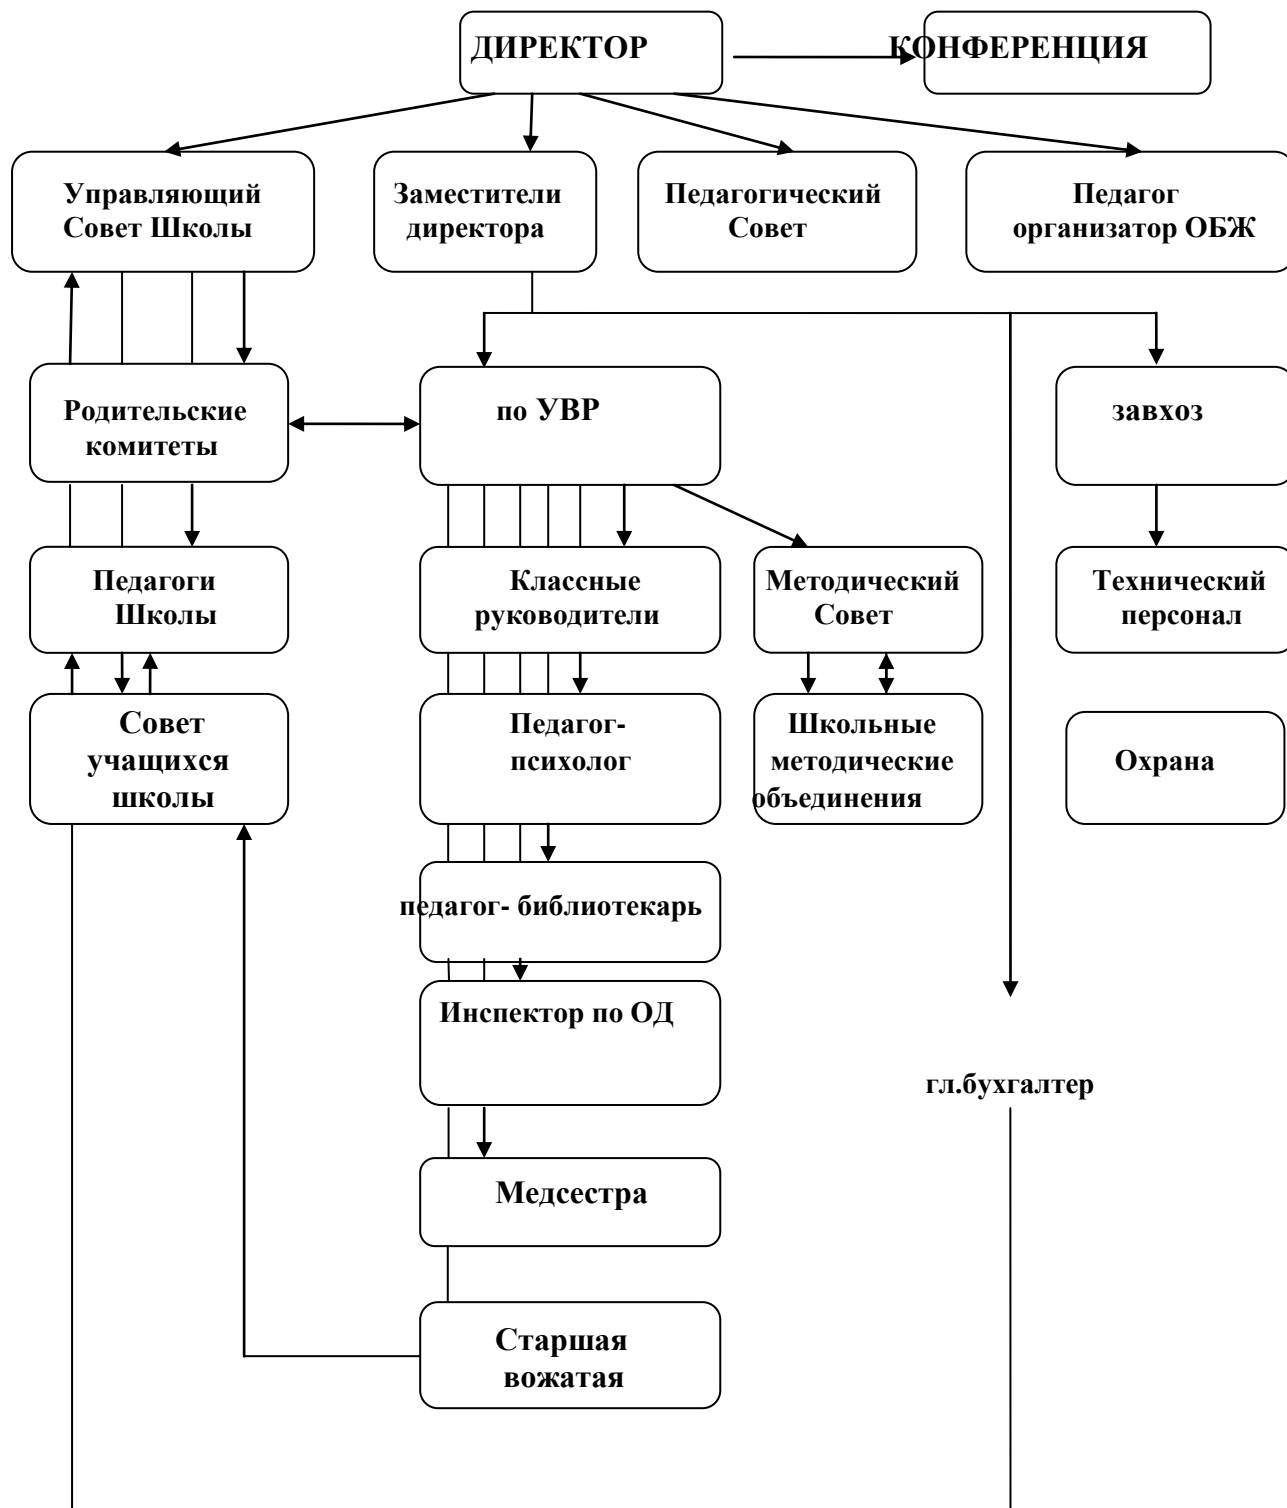 ДИРЕКТОР
КОНФЕРЕНЦИЯ
Управляющий
Совет Школы
Заместители
директора
Педагогический
Совет
Педагог
организатор ОБЖ
Родительские
комитеты
по УВР
завхоз
Педагоги
Школы
Классные
руководители
Методический
Совет
Технический
персонал
Совет
учащихся
школы
Педагог-
психолог
Школьные
методические
объединения
Охрана
педагог- библиотекарь
Инспектор по ОД
гл.бухгалтер
Медсестра
Старшая
вожатая